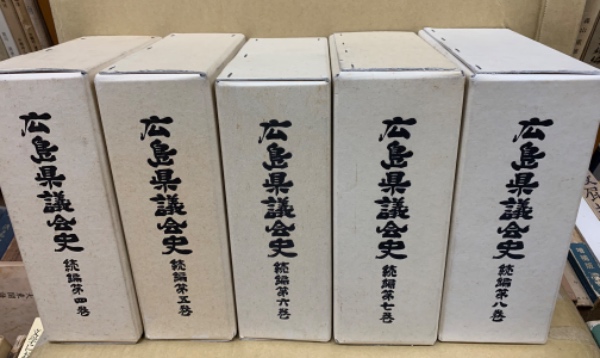 広島県議会史 続編第四巻
広島県議会史 続編第五巻
広島県議会史 続編第六巻
広島県議会史 続編第七巻
広島県議会史 続編第八巻